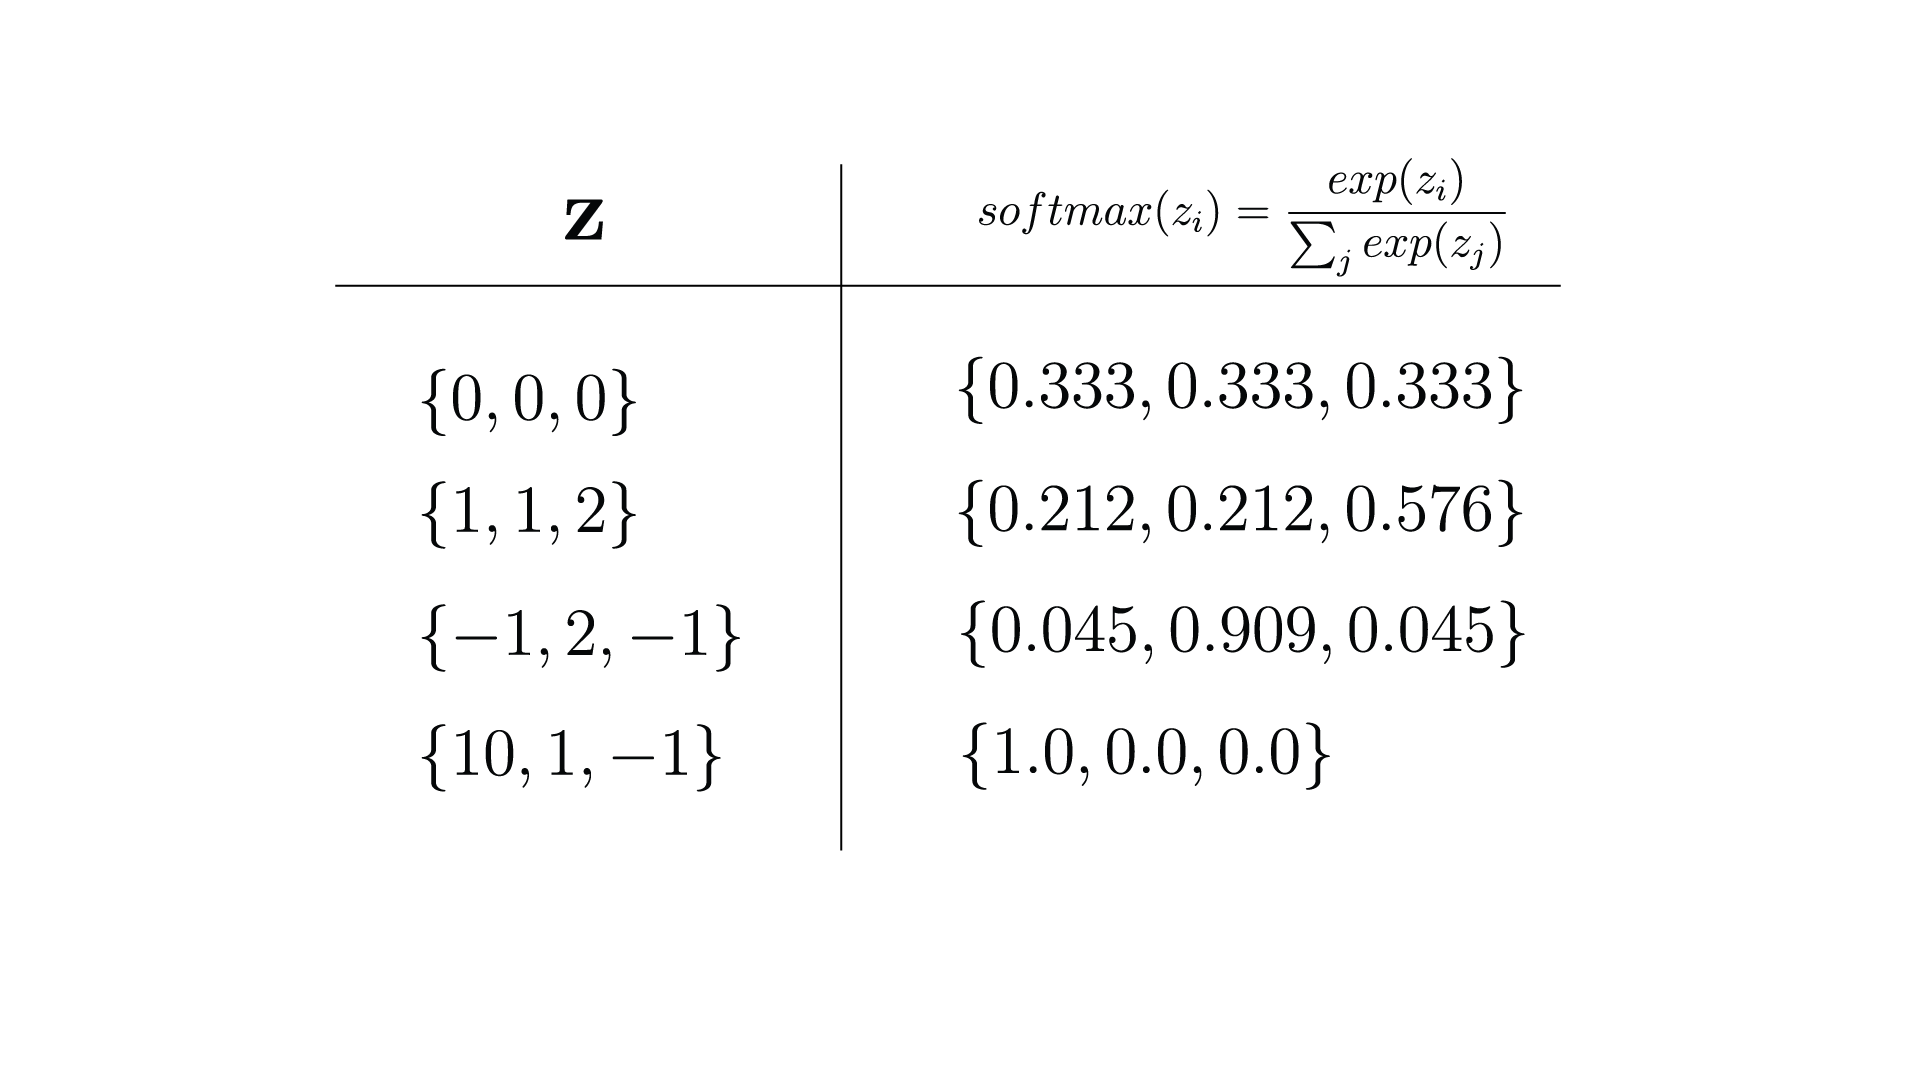 z softmax(z_i) = exp(z_i) / ∑_j exp(z_j)
{0, 0, 0} {0.333, 0.333, 0.333}
{1, 1, 2} {0.212, 0.212, 0.576}
{−1, 2, −1} {0.045, 0.909, 0.045}
{10, 1, −1} {1.0, 0.0, 0.0}